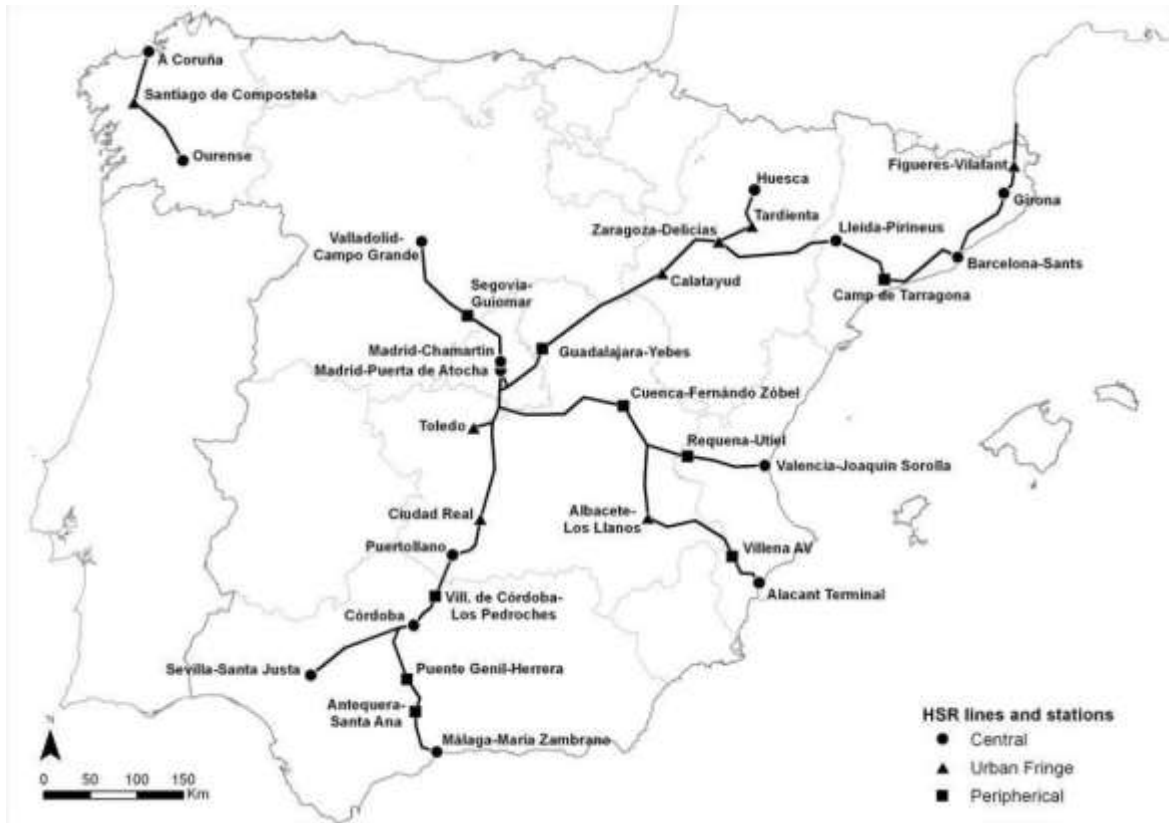 A Coruña
Santiago de Compostela
Ourense
Figueres-Vilafant
Girona
Huesca
Tardienta
Zaragoza-Delicias
Lleida-Pirineus
Barcelona-Sants
Camp de Tarragona
Calatayud
Valladolid-
Campo Grande
Segovia-
Guiomar
Madrid-Chamartin
Madrid-Puerta de Atocha
Guadalajara-Yebes
Cuenca-Fernándo Zóbel
Toledo
Requena-Utiel
Valencia-Joaquin Sorolla
Ciudad Real
Albacete-
Los Llanos
Puertollano
Villena AV
Alacant Terminal
Vill. de Córdoba-
Los Pedroches
Córdoba
Sevilla-Santa Justa
Puente Genil-Herrera
Antequera-
Santa Ana
Málaga-Maria Zambrano
N
0 50 100 150
Km
HSR lines and stations
Central
Urban Fringe
Peripherical